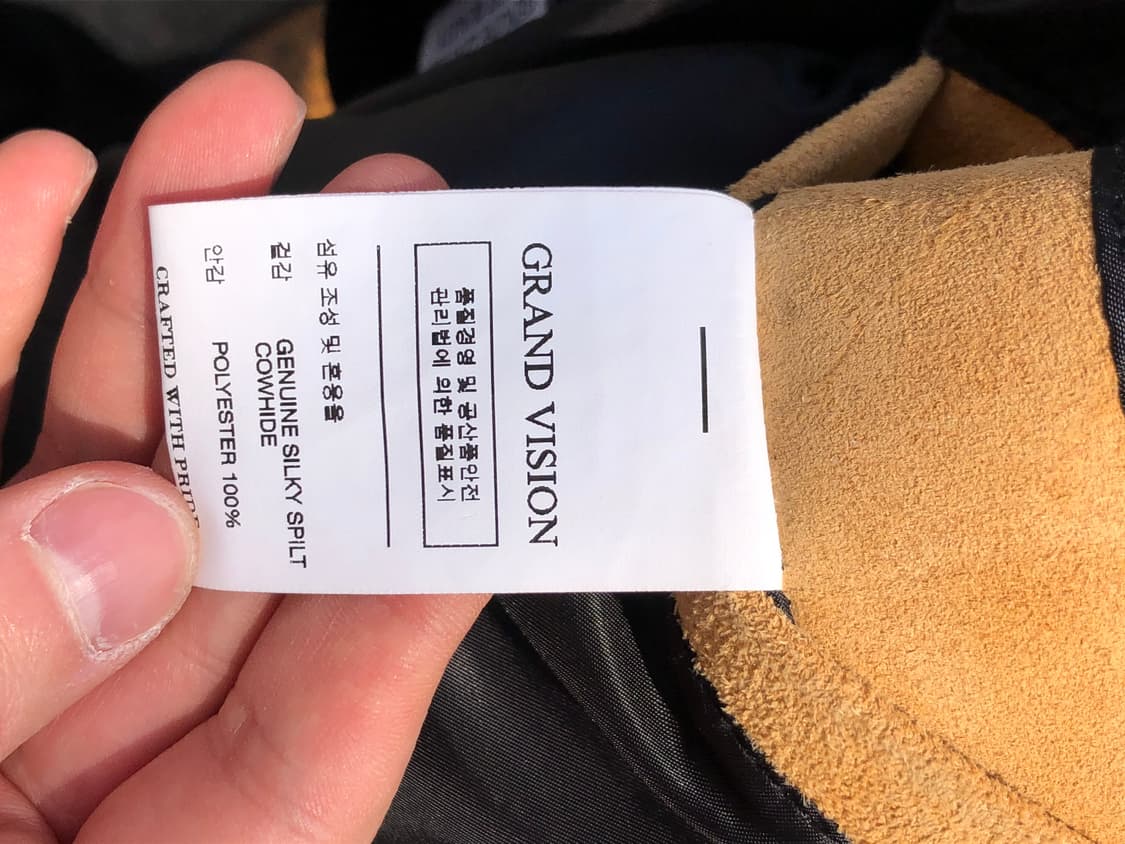 GRAND VISION
품질경영 및 공산품안전
관리법에 의한 품질표시
섬유 조성 및 혼용율
겉감 GENUINE SILKY SPILT
COWHIDE
안감 POLYESTER 100%
CRAFTED WITH PRIDE